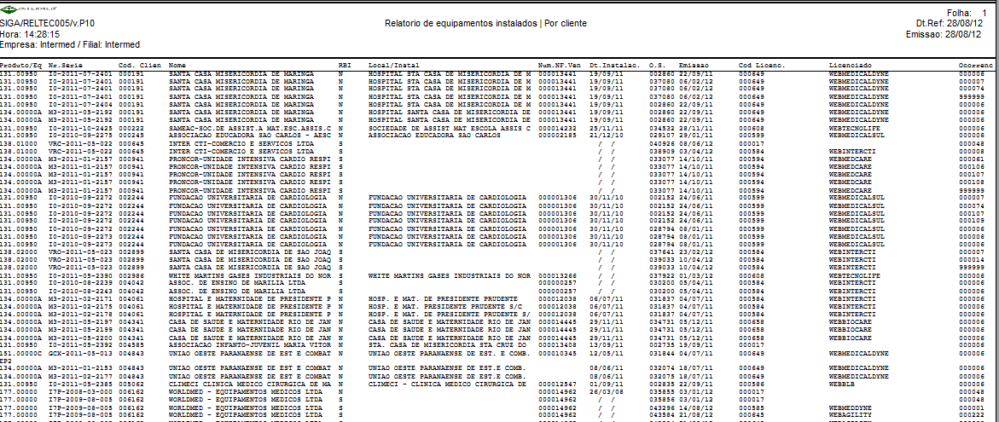 INTERMED
SIGA/RELTEC005/v.P10
Hora: 14:28:15
Empresa: Intermed / Filial: Intermed
Relatorio de equipamentos instalados | Por cliente
Folha: 1
Dt.Ref: 28/08/12
Emissao: 28/08/12
Produto/Eq Nr.Serie Cod. Clien Nome RBI Local/Instal Num.NF.Ven Dt.Instalac. O.S. Emissao Cod Licenc. Licenciado Ocorrenc
131.00950 IO-2011-07-2401 000191 SANTA CASA MISERICORDIA DE MARINGA N HOSPITAL STA CASA DE MISERICORDIA DE M 000013441 19/09/11 002860 22/09/11 000649 WEBMEDICALDYNE 000006
131.00950 IO-2011-07-2401 000191 SANTA CASA MISERICORDIA DE MARINGA N HOSPITAL STA CASA DE MISERICORDIA DE M 000013441 19/09/11 037080 06/02/12 000649 WEBMEDICALDYNE 000007
131.00950 IO-2011-07-2401 000191 SANTA CASA MISERICORDIA DE MARINGA N HOSPITAL STA CASA DE MISERICORDIA DE M 000013441 19/09/11 037080 06/02/12 000649 WEBMEDICALDYNE 000074
131.00950 IO-2011-07-2401 000191 SANTA CASA MISERICORDIA DE MARINGA N HOSPITAL STA CASA DE MISERICORDIA DE M 000013441 19/09/11 037080 06/02/12 000649 WEBMEDICALDYNE 999999
131.00950 IO-2011-07-2404 000191 SANTA CASA MISERICORDIA DE MARINGA N HOSPITAL STA CASA DE MISERICORDIA DE M 000013441 19/09/11 002860 22/09/11 000649 WEBMEDICALDYNE 000006
134.00000A M3-2011-05-2192 000191 SANTA CASA MISERICORDIA DE MARINGA N HOSPITAL SANTA CASA DE MISERICORDIA DE 000013441 19/09/11 002860 22/09/11 000649 WEBMEDICALDYNE 000006
134.00000A M3-2011-05-2192 000191 SANTA CASA MISERICORDIA DE MARINGA N HOSPITAL SANTA CASA DE MISERICORDIA DE 000013441 19/09/11 002860 22/09/11 000649 WEBMEDICALDYNE 000006
131.00950 IO-2011-10-2425 000222 SAMEAC-SOC.DE ASSIST.A MAT.ESC.ASSIS.C N SOCIEDADE DE ASSIST MAT ESCOLA ASSIS C 000014232 25/11/11 034532 28/11/11 000608 WEBTECNOLIFE 000006
131.00950 IO-2010-09-2275 000245 ASSOCIACAO EDUCADORA SAO CARLOS - AESC N ASSOCIACAO EDUCADORA SAO CARLOS 000002185 21/12/10 029107 29/01/11 000599 WEBMEDICALSUL 000006
138.01000 VRC-2011-05-022 000645 INTER CTI-COMERCIO E SERVICOS LTDA S / / 040926 08/06/12 000017 000048
138.01000 VRC-2011-05-022 000645 INTER CTI-COMERCIO E SERVICOS LTDA S / / 038909 03/04/12 000584 WEBINTERCTI 000008
134.00000A M3-2011-01-2157 000941 PRONCOR-UNIDADE INTENSIVA CARDIO RESPI S / / 033077 14/10/11 000594 WEBMEDCARE 000061
134.00000A M3-2011-01-2157 000941 PRONCOR-UNIDADE INTENSIVA CARDIO RESPI S / / 033077 14/10/11 000594 WEBMEDCARE 000107
134.00000A M3-2011-01-2157 000941 PRONCOR-UNIDADE INTENSIVA CARDIO RESPI S / / 033077 14/10/11 000594 WEBMEDCARE 000107
134.00000A M3-2011-01-2157 000941 PRONCOR-UNIDADE INTENSIVA CARDIO RESPI S / / 033077 14/10/11 000594 WEBMEDCARE 000108
134.00000A M3-2011-01-2157 000941 PRONCOR-UNIDADE INTENSIVA CARDIO RESPI S / / 033077 14/10/11 000594 WEBMEDCARE 999999
131.00950 IO-2010-09-2272 002244 FUNDACAO UNIVERSITARIA DE CARDIOLOGIA N FUNDACAO UNIVERSITARIA DE CARDIOLOGIA 000001306 30/11/10 002152 24/06/11 000599 WEBMEDICALSUL 000007
131.00950 IO-2010-09-2272 002244 FUNDACAO UNIVERSITARIA DE CARDIOLOGIA N FUNDACAO UNIVERSITARIA DE CARDIOLOGIA 000001306 30/11/10 002152 24/06/11 000599 WEBMEDICALSUL 000074
131.00950 IO-2010-09-2272 002244 FUNDACAO UNIVERSITARIA DE CARDIOLOGIA N FUNDACAO UNIVERSITARIA DE CARDIOLOGIA 000001306 30/11/10 002152 24/06/11 000599 WEBMEDICALSUL 000107
131.00950 IO-2010-09-2272 002244 FUNDACAO UNIVERSITARIA DE CARDIOLOGIA N FUNDACAO UNIVERSITARIA DE CARDIOLOGIA 000001306 30/11/10 002152 24/06/11 000599 WEBMEDICALSUL 000109
131.00950 IO-2010-09-2273 002244 FUNDACAO UNIVERSITARIA DE CARDIOLOGIA N FUNDACAO UNIVERSITARIA DE CARDIOLOGIA 000001306 30/11/10 028794 08/01/11 000599 WEBMEDICALSUL 000006
131.00950 IO-2010-09-2273 002244 FUNDACAO UNIVERSITARIA DE CARDIOLOGIA N FUNDACAO UNIVERSITARIA DE CARDIOLOGIA 000001306 30/11/10 028794 08/01/11 000599 WEBMEDICALSUL 000006
131.00950 IO-2010-09-2273 002244 FUNDACAO UNIVERSITARIA DE CARDIOLOGIA N FUNDACAO UNIVERSITARIA DE CARDIOLOGIA 000001306 30/11/10 028794 08/01/11 000599 WEBMEDICALSUL 000006
138.02000 VRO-2011-05-023 002899 SANTA CASA DE MISERICORDIA DE SAO JOAQ S / / 037641 23/02/12 000584 WEBINTERCTI 000007
138.02000 VRO-2011-05-023 002899 SANTA CASA DE MISERICORDIA DE SAO JOAQ S / / 039033 10/04/12 000584 WEBINTERCTI 000014
138.02000 VRO-2011-05-023 002899 SANTA CASA DE MISERICORDIA DE SAO JOAQ S / / 039033 10/04/12 000584 WEBINTERCTI 999999
131.00950 IO-2011-05-2390 002986 WHITE MARTINS GASES INDUSTRIAIS DO NOR N WHITE MARTINS GASES INDUSTRIAIS DO NOR 000013266 / / 037922 01/03/12 000608 WEBTECNOLIFE 000006
131.00950 IO-2010-08-2239 004042 ASSOC. DE ENSINO DE MARILIA LTDA S 000000257 / / 030200 05/04/11 000584 WEBINTERCTI 000006
131.00950 IO-2010-08-2243 004042 ASSOC. DE ENSINO DE MARILIA LTDA S 000000257 / / 030200 05/04/11 000584 WEBINTERCTI 000006
134.00000A M3-2011-02-2171 004061 HOSPITAL E MATERNIDADE DE PRESIDENTE P N HOSP. E MAT. DE PRESIDENTE PRUDENTE 000012038 06/07/11 031837 04/07/11 000584 WEBINTERCTI 000006
134.00000A M3-2011-02-2175 004061 HOSPITAL E MATERNIDADE DE PRESIDENTE P N HOSP. E MAT. DE PRESIDENTE PRUDENTE S/C 000012038 06/07/11 031837 04/07/11 000584 WEBINTERCTI 000006
134.00000A M3-2011-02-2178 004061 HOSPITAL E MATERNIDADE DE PRESIDENTE P N HOSP. E MAT. DE PRESIDENTE PRUDENTE S/ 000012038 06/07/11 031837 04/07/11 000584 WEBINTERCTI 000006
134.00000A M3-2011-05-2197 004341 CASA DE SAUDE E MATERNIDADE RIO DE JAN N CASA DE SAUDE E MATERNIDADE RIO DE JAN 000014445 29/11/11 034731 05/12/11 000658 WEBBIOCARE 000006
134.00000A M3-2011-05-2199 004341 CASA DE SAUDE E MATERNIDADE RIO DE JAN N CASA DE SAUDE E MATERNIDADE RIO DE JAN 000014445 29/11/11 034731 05/12/11 000658 WEBBIOCARE 000006
134.00000A M3-2011-05-2200 004341 CASA DE SAUDE E MATERNIDADE RIO DE JAN N CASA DE SAUDE E MATERNIDADE RIO DE JAN 000014445 29/11/11 034731 05/12/11 000658 WEBBIOCARE 000006
131.00950 IO-2011-05-2392 004585 ASSOCIACAO INFANTO-JUVENIL MARIA VITOR N STA. CASA DE MISERICORDIA STA CRUZ DO 000013408 13/09/11 002735 19/09/11 000017 000006
151.00000C GCX-2011-05-013 004843 UNIAO OESTE PARANAENSE DE EST E COMBAT N UNIAO OESTE PARANAENSE DE EST. E COMB. 000010345 12/05/11 031844 04/07/11 000649 WEBMEDICALDYNE 000006
EP2
134.00000A M3-2011-01-2153 004843 UNIAO OESTE PARANAENSE DE EST E COMBAT N UNIAO OESTE PARANAENSE DE EST.E COMB. 08/06/11 032074 18/07/11 000649 WEBMEDICALDYNE 000006
134.00000A M3-2011-02-2177 004843 UNIAO OESTE PARANAENSE DE EST E COMBAT N UNIAO OESTE PARANAENSE DE EST.E COMB. 08/06/11 032075 18/07/11 000649 WEBMEDICALDYNE 000006
131.00950 IO-2011-05-2385 005062 CLIMECI CLINICA MEDICO CIRURGICA DE MA N CLIMECI - CLINICA MEDICO CIRURGICA DE 000012547 01/09/11 002835 22/09/11 000586 WEBBLB 000006
177.00000 I7P-2008-03-000 006162 WORLDMED - EQUIPAMENTOS MEDICOS LTDA N 000014962 26/03/08 035855 03/01/12 000017 000048
177.00000 I7P-2009-08-005 006162 WORLDMED - EQUIPAMENTOS MEDICOS LTDA S 000014962 / / 035856 03/01/12 000017 000048
177.00000 I7P-2009-08-005 006162 WORLDMED - EQUIPAMENTOS MEDICOS LTDA S 000014962 / / 043296 14/08/12 000585 WEBMEDDYNE 000001
177.00000 I7P-2009-08-005 006162 WORLDMED - EQUIPAMENTOS MEDICOS LTDA S 000014962 / / 043584 21/08/12 000645 WEBAGILITY 000222